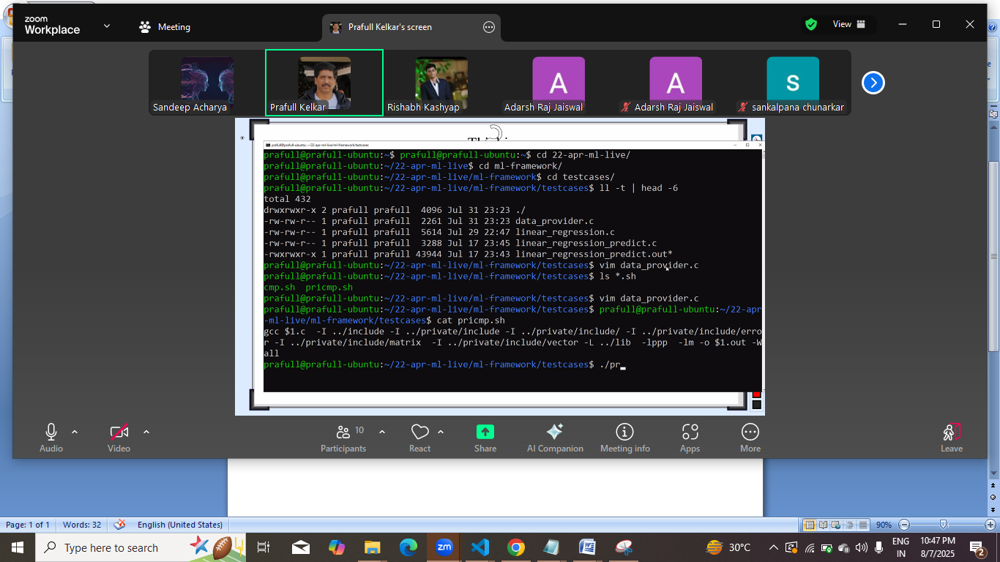 zoom
Workplace
Meeting
Prafull Kelkar's screen
View
Sandeep Acharya
Prafull Kelkar
Rishabh Kashyap
A
Adarsh Raj Jaiswal
A
Adarsh Raj Jaiswal
s
sankalpana chunarkar
prafull@prafull-ubuntu: ~/22-apr-ml-live/ml-framework/testcases
prafull@prafull-ubuntu:~$ prafull@prafull-ubuntu:~$ cd 22-apr-ml-live/
prafull@prafull-ubuntu:~/22-apr-ml-live$ cd ml-framework/
prafull@prafull-ubuntu:~/22-apr-ml-live/ml-framework$ cd testcases/
prafull@prafull-ubuntu:~/22-apr-ml-live/ml-framework/testcases$ ll -t | head -6
total 432
drwxrwxr-x 2 prafull prafull  4096 Jul 31 23:23 ./
-rw-rw-r-- 1 prafull prafull  2261 Jul 31 23:23 data_provider.c
-rw-rw-r-- 1 prafull prafull  5614 Jul 29 22:47 linear_regression.c
-rw-rw-r-- 1 prafull prafull  3288 Jul 17 23:45 linear_regression_predict.c
-rwxrwxr-x 1 prafull prafull 43944 Jul 17 23:43 linear_regression_predict.out*
prafull@prafull-ubuntu:~/22-apr-ml-live/ml-framework/testcases$ vim data_provider.c
prafull@prafull-ubuntu:~/22-apr-ml-live/ml-framework/testcases$ ls *.sh
cmp.sh  pricmp.sh
prafull@prafull-ubuntu:~/22-apr-ml-live/ml-framework/testcases$ vim data_provider.c
prafull@prafull-ubuntu:~/22-apr-ml-live/ml-framework/testcases$ prafull@prafull-ubuntu:~/22-apr
-ml-live/ml-framework/testcases$ cat pricmp.sh
gcc $1.c  -I ../include -I ../private/include -I ../private/include/ -I ../private/include/erro
r -I ../private/include/matrix  -I ../private/include/vector -L ../lib  -lppp  -lm -o $1.out -W
all
prafull@prafull-ubuntu:~/22-apr-ml-live/ml-framework/testcases$ ./pr
Audio
Video
Participants
10
React
Share
AI Companion
Meeting info
Apps
More
Leave
Page: 1 of 1
Words: 32
English (United States)
90%
Type here to search
zm
30°C
ENG
IN
10:47 PM
8/7/2025
2